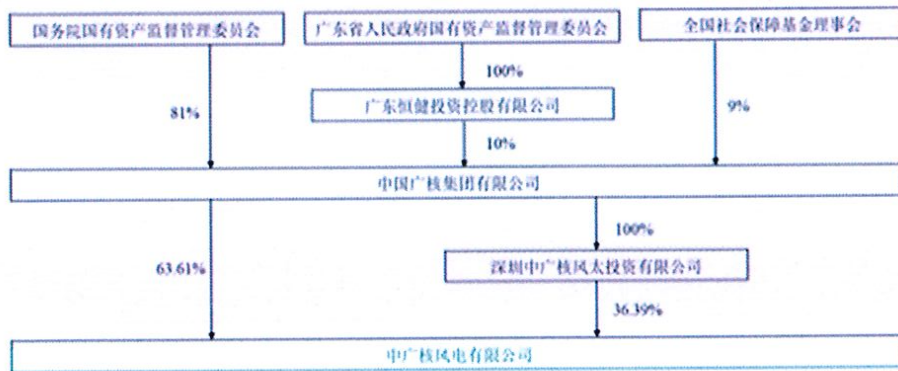 国务院国有资产监督管理委员会
广东省人民政府国有资产监督管理委员会
全国社会保障基金理事会
100%
广东恒健投资控股有限公司
81%
9%
10%
中国广核集团有限公司
100%
63.61%
深圳中广核风太投资有限公司
36.39%
中广核风电有限公司